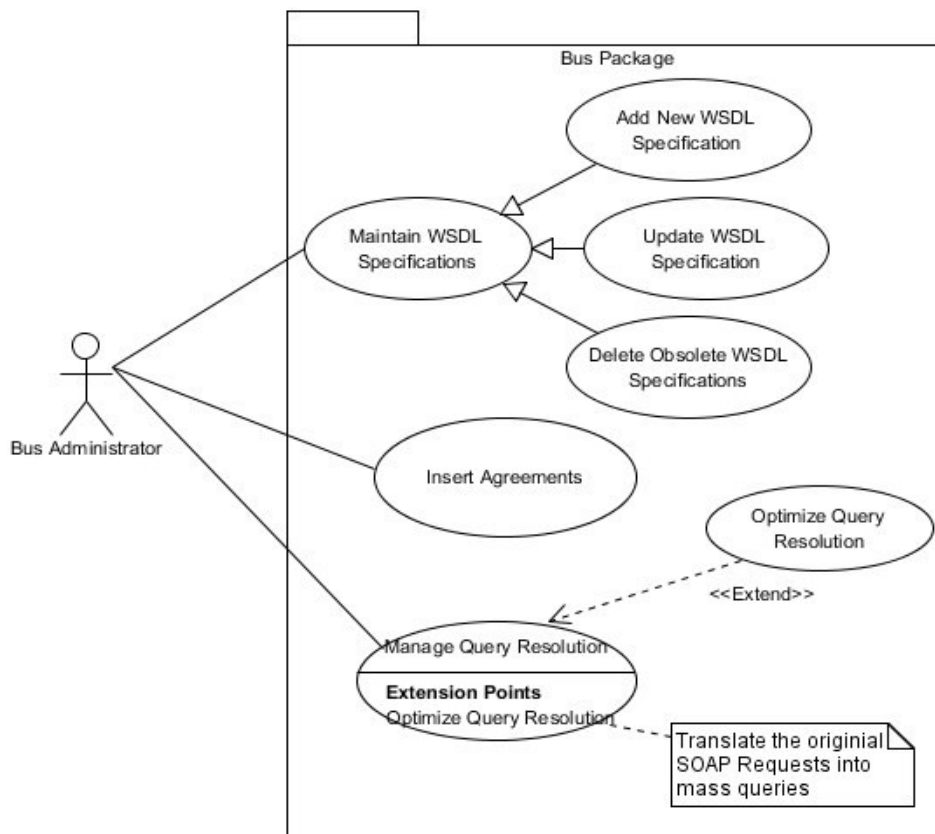 Bus Package
Add New WSDL
Specification
Maintain WSDL
Specifications
Update WSDL
Specification
Delete Obsolete WSDL
Specifications
Bus Administrator
Insert Agreements
Optimize Query
Resolution
<<Extend>>
Manage Query Resolution
Extension Points
Optimize Query Resolution
Translate the originial
SOAP Requests into
mass queries